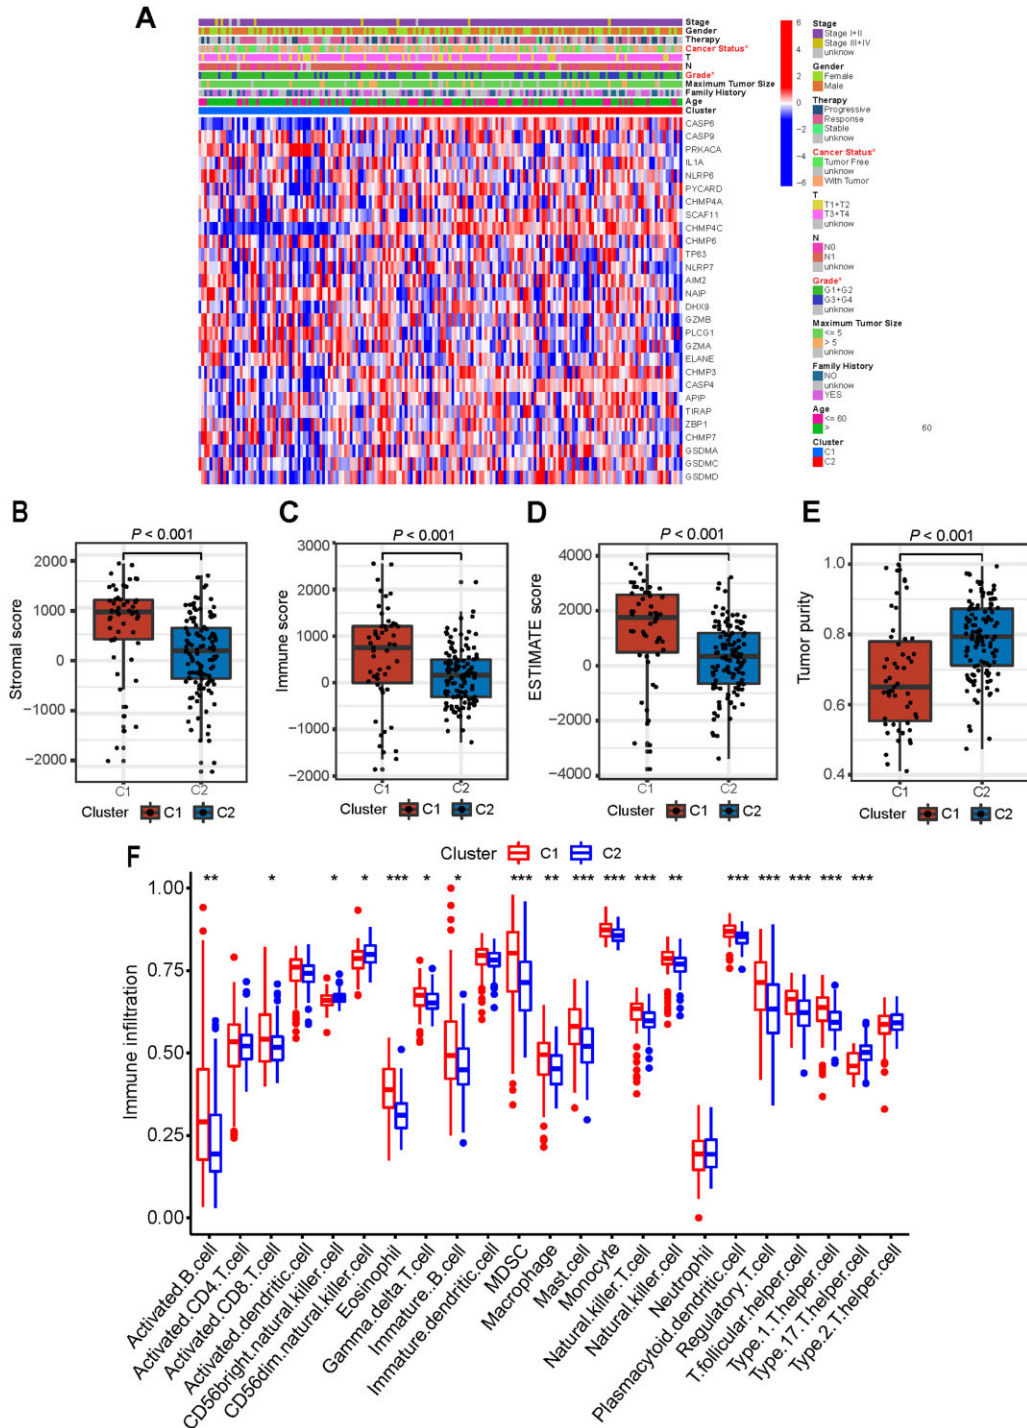 A
Stage
Gender
Therapy
Cancer Status*
T
N
Grade*
Maximum Tumor Size
Family History
Age
Cluster
CASP6
CASP9
PRKACA
IL1A
NLRP6
PYCARD
CHMP4A
SCAF11
CHMP4C
CHMP6
TP63
NLRP7
AIM2
NAIP
DHX9
GZMB
PLCG1
GZMA
ELANE
CHMP3
CASP4
APIP
TIRAP
ZBP1
CHMP7
GSDMA
GSDMC
GSDMD
6
4
2
0
−2
−4
−6
Stage
Stage I+II
Stage III+IV
unknow
Gender
Female
Male
Therapy
Progressive
Response
Stable
unknow
Cancer Status*
Tumor Free
unknow
With Tumor
T
T1+T2
T3+T4
unknow
N
N0
N1
unknow
Grade*
G1+G2
G3+G4
unknow
Maximum Tumor Size
<= 5
> 5
unknow
Family History
NO
unknow
YES
Age
<= 60
> 60
Cluster
C1
C2
B
P < 0.001
Stromal score
2000
1000
0
−1000
−2000
C1 C2
Cluster C1 C2
C
P < 0.001
Immune score
3000
2000
1000
0
−1000
−2000
C1 C2
Cluster C1 C2
D
P < 0.001
ESTIMATE score
4000
2000
0
−2000
−4000
C1 C2
Cluster C1 C2
E
P < 0.001
Tumor purity
1.0
0.8
0.6
0.4
C1 C2
Cluster C1 C2
F
Cluster C1 C2
** * * * *** * * *** ** *** *** *** ** *** *** *** *** ***
Immune infiltration
1.00
0.75
0.50
0.25
0.00
Activated.B.cell
Activated.CD4.T.cell
Activated.CD8.T.cell
Activated.dendritic.cell
CD56bright.natural.killer.cell
CD56dim.natural.killer.cell
Eosinophil
Gamma.delta.T.cell
Immature.B.cell
Immature.dendritic.cell
MDSC
Macrophage
Mast.cell
Monocyte
Natural.killer.T.cell
Natural.killer.cell
Neutrophil
Plasmacytoid.dendritic.cell
Regulatory.T.cell
T.follicular.helper.cell
Type.1.T.helper.cell
Type.17.T.helper.cell
Type.2.T.helper.cell